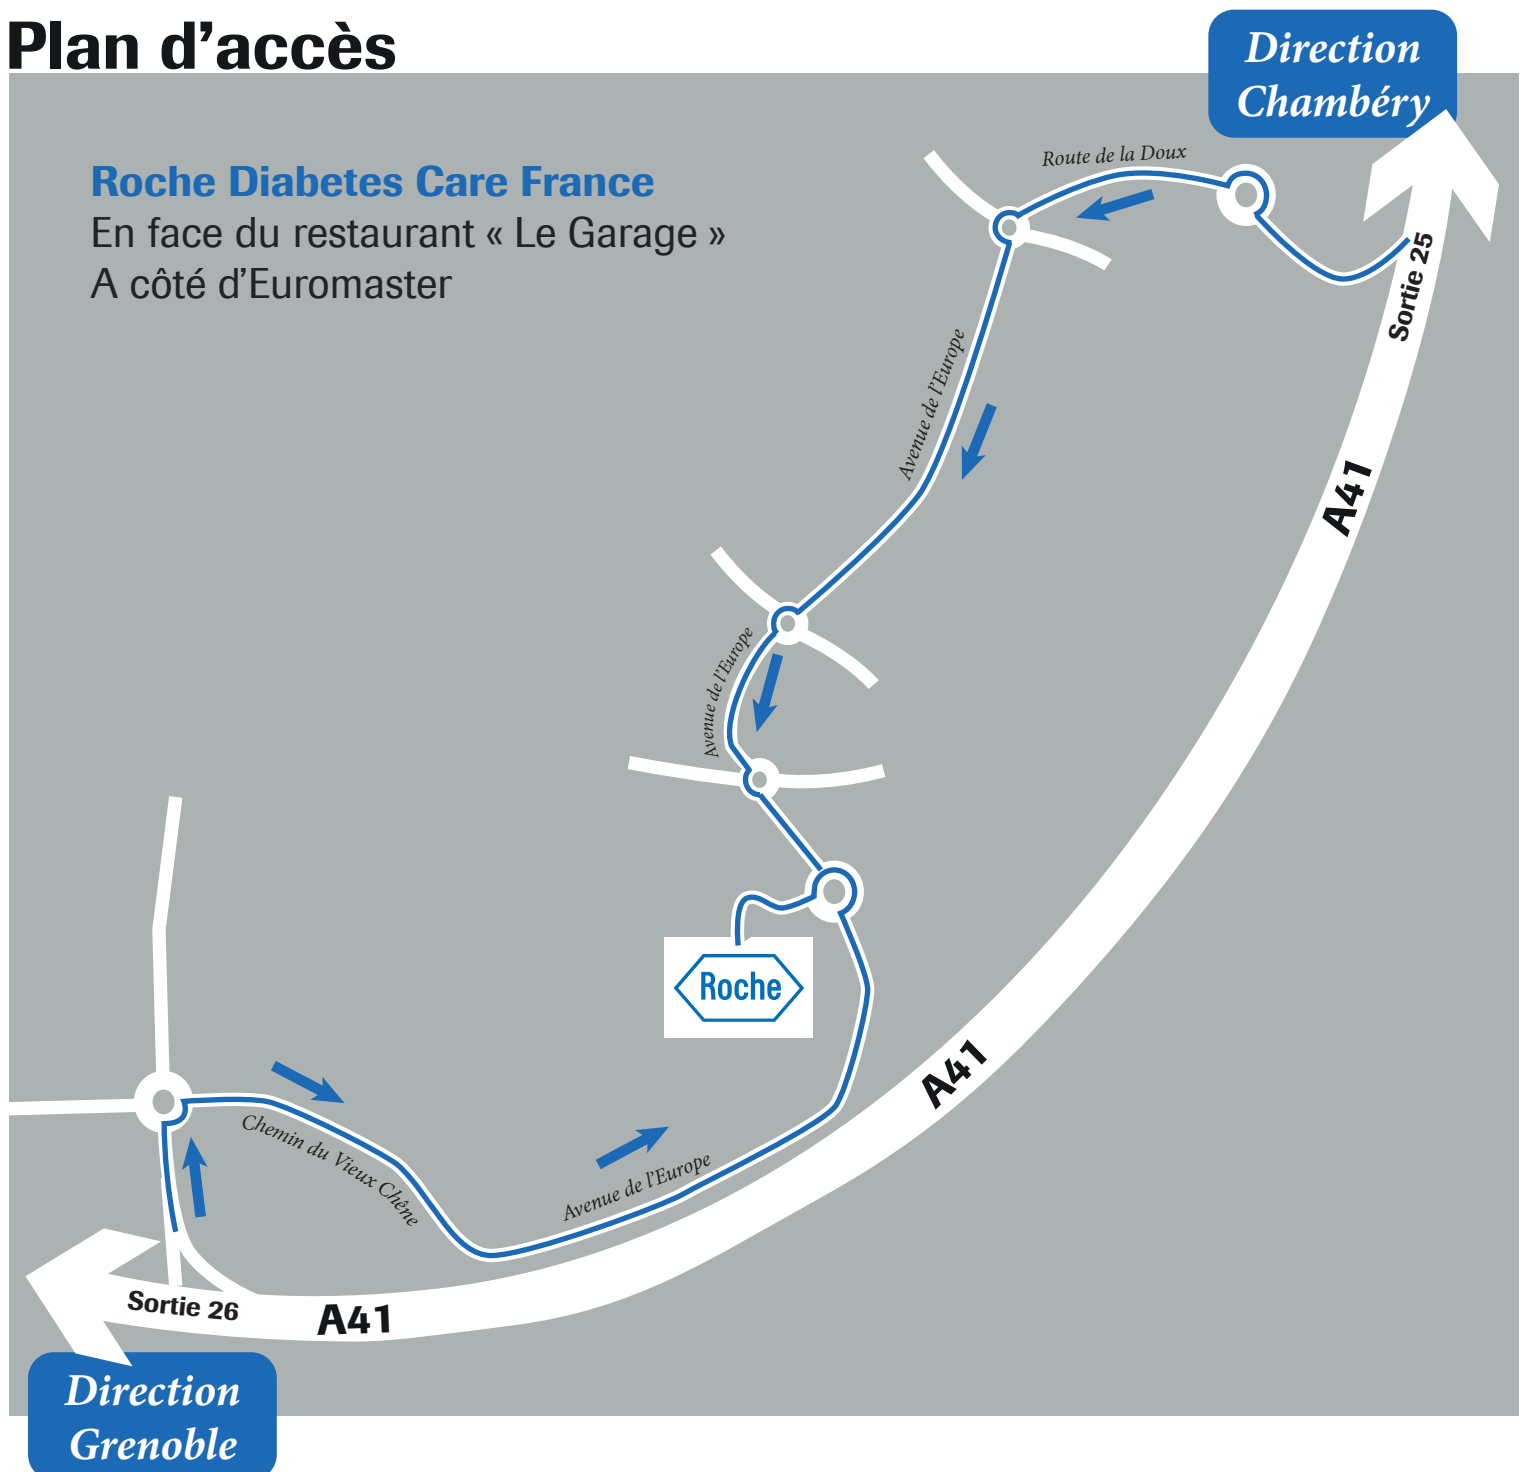 Plan d’accès
Direction
Chambéry
Roche Diabetes Care France
En face du restaurant « Le Garage »
A côté d’Euromaster
Route de la Doux
Sortie 25
Avenue de l’Europe
A41
Avenue de l’Europe
Roche
A41
Chemin du Vieux Chêne
Avenue de l’Europe
Sortie 26
A41
Direction
Grenoble